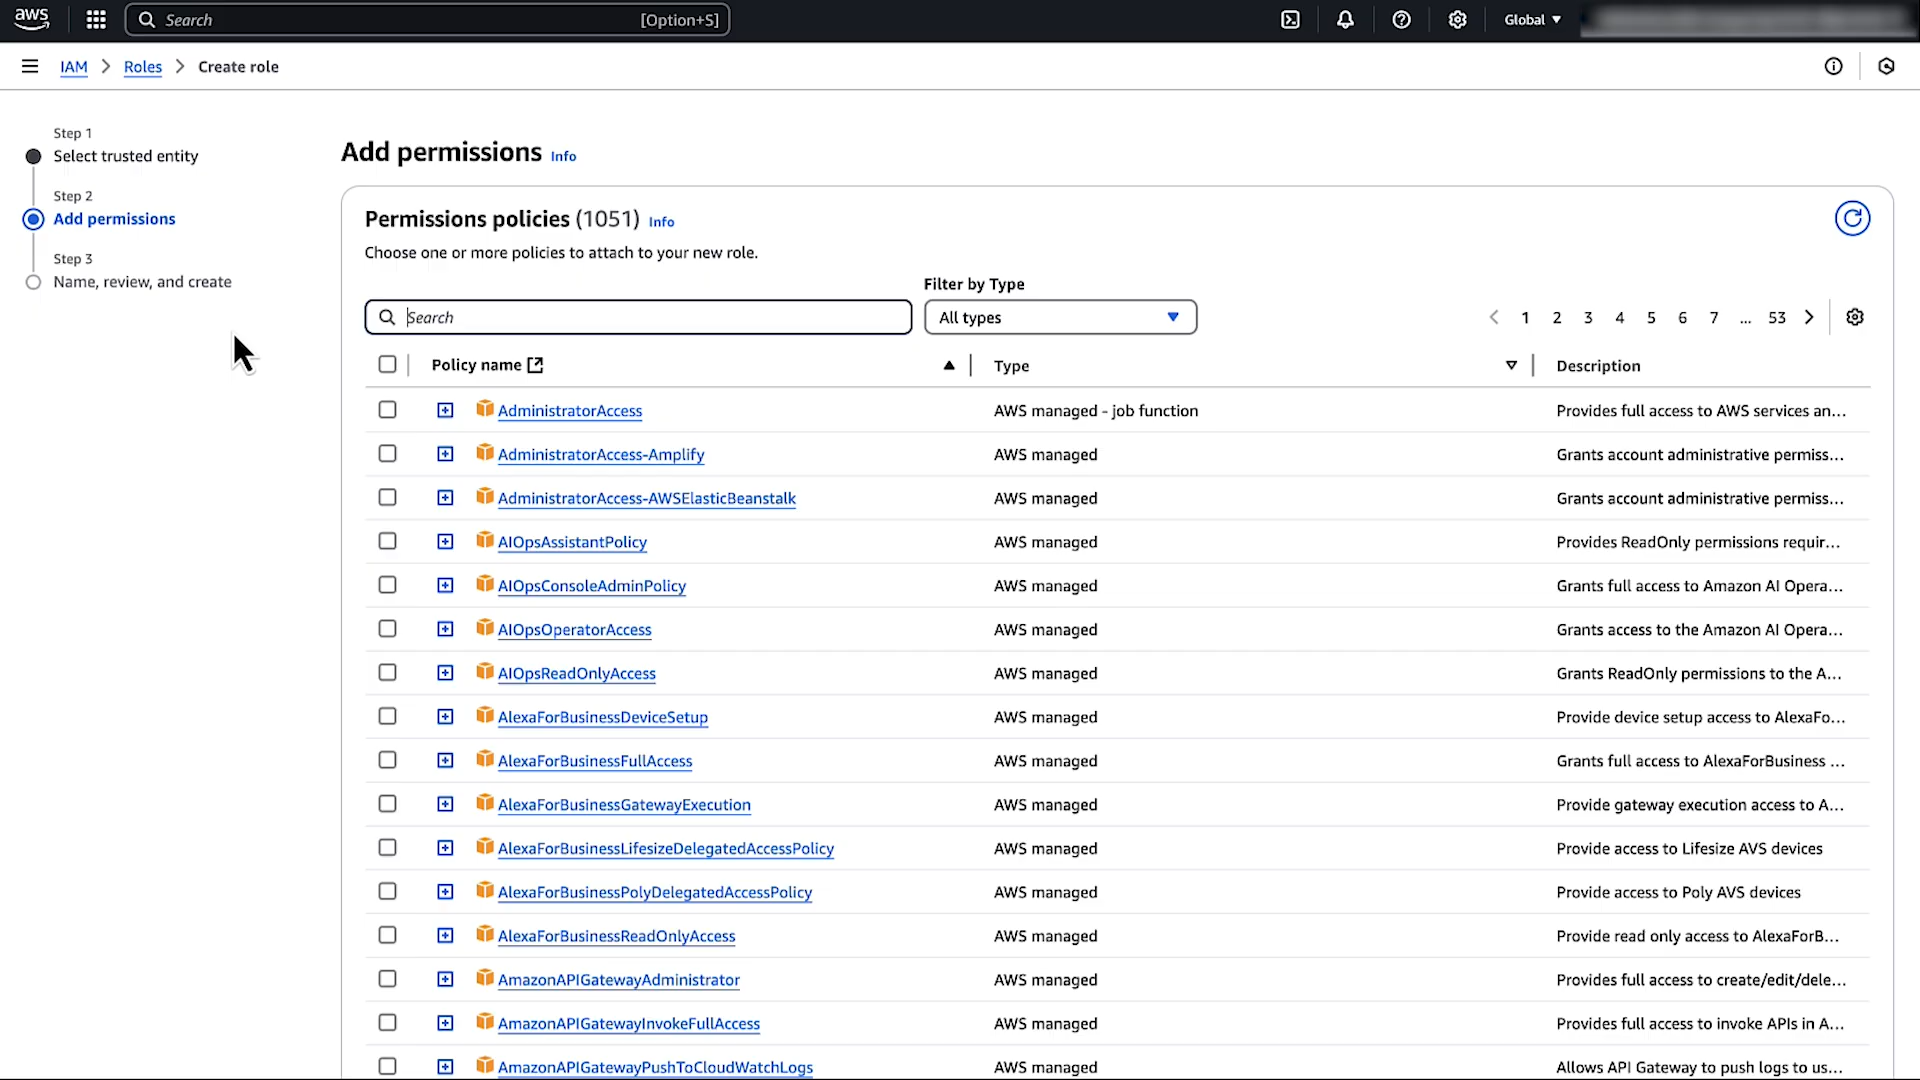 aws Search [Option+S] Global
IAM > Roles > Create role
Step 1
Select trusted entity
Step 2
Add permissions
Step 3
Name, review, and create
Add permissions Info
Permissions policies (1051) Info
Choose one or more policies to attach to your new role.
Filter by Type
Search All types 1 2 3 4 5 6 7 ... 53
Policy name Type Description
AdministratorAccess AWS managed - job function Provides full access to AWS services an...
AdministratorAccess-Amplify AWS managed Grants account administrative permiss...
AdministratorAccess-AWSElasticBeanstalk AWS managed Grants account administrative permiss...
AIOpsAssistantPolicy AWS managed Provides ReadOnly permissions requir...
AIOpsConsoleAdminPolicy AWS managed Grants full access to Amazon AI Opera...
AIOpsOperatorAccess AWS managed Grants access to the Amazon AI Opera...
AIOpsReadOnlyAccess AWS managed Grants ReadOnly permissions to the A...
AlexaForBusinessDeviceSetup AWS managed Provide device setup access to AlexaFo...
AlexaForBusinessFullAccess AWS managed Grants full access to AlexaForBusiness ...
AlexaForBusinessGatewayExecution AWS managed Provide gateway execution access to A...
AlexaForBusinessLifesizeDelegatedAccessPolicy AWS managed Provide access to Lifesize AVS devices
AlexaForBusinessPolyDelegatedAccessPolicy AWS managed Provide access to Poly AVS devices
AlexaForBusinessReadOnlyAccess AWS managed Provide read only access to AlexaForB...
AmazonAPIGatewayAdministrator AWS managed Provides full access to create/edit/dele...
AmazonAPIGatewayInvokeFullAccess AWS managed Provides full access to invoke APIs in A...
AmazonAPIGatewayPushToCloudWatchLogs AWS managed Allows API Gateway to push logs to us...